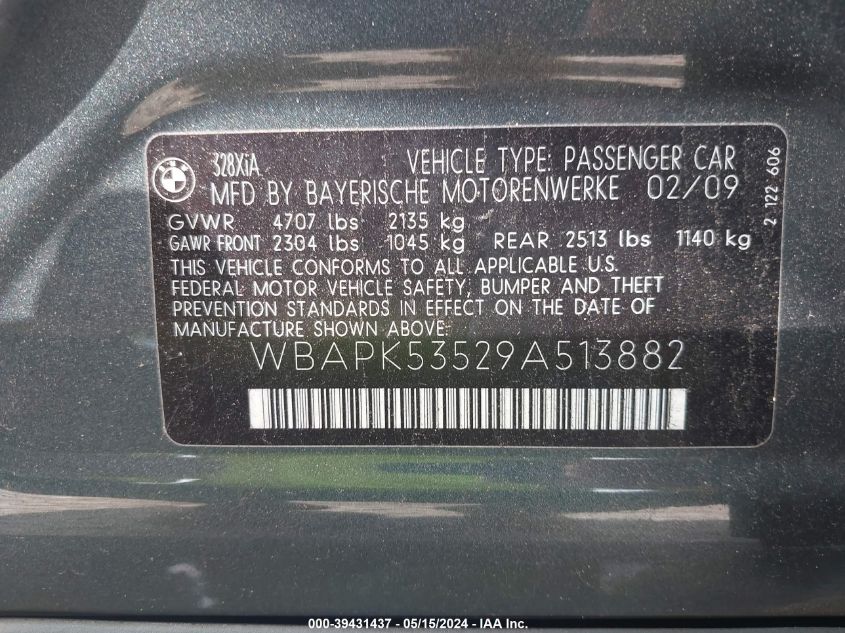 328XiA VEHICLE TYPE: PASSENGER CAR
MFD BY BAYERISCHE MOTORENWERKE 02/09
GVWR 4707 lbs 2135 kg
GAWR FRONT 2304 lbs 1045 kg REAR 2513 lbs 1140 kg
THIS VEHICLE CONFORMS TO ALL APPLICABLE U.S.
FEDERAL MOTOR VEHICLE SAFETY, BUMPER AND THEFT
PREVENTION STANDARDS IN EFFECT ON THE DATE OF
MANUFACTURE SHOWN ABOVE:
WBAPK53529A513882
2 122 606
BMW
000-39431437 - 05/15/2024 - IAA Inc.